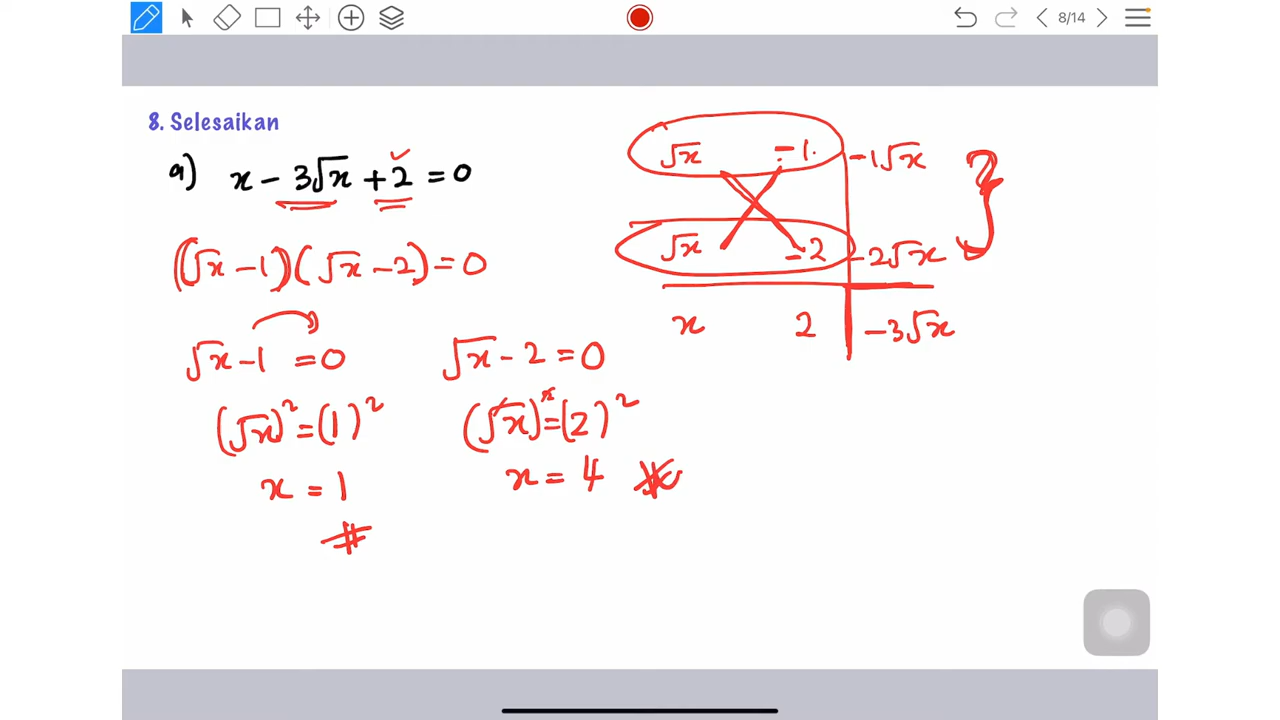 8/14
8. Selesaikan
a) x - 3√x + 2 = 0
(√x - 1)(√x - 2) = 0
√x - 1 = 0
(√x)² = (1)²
x = 1
√x - 2 = 0
(√x)² = (2)²
x = 4
√x - 1 -1√x
√x - 2 -2√x
x 2 -3√x